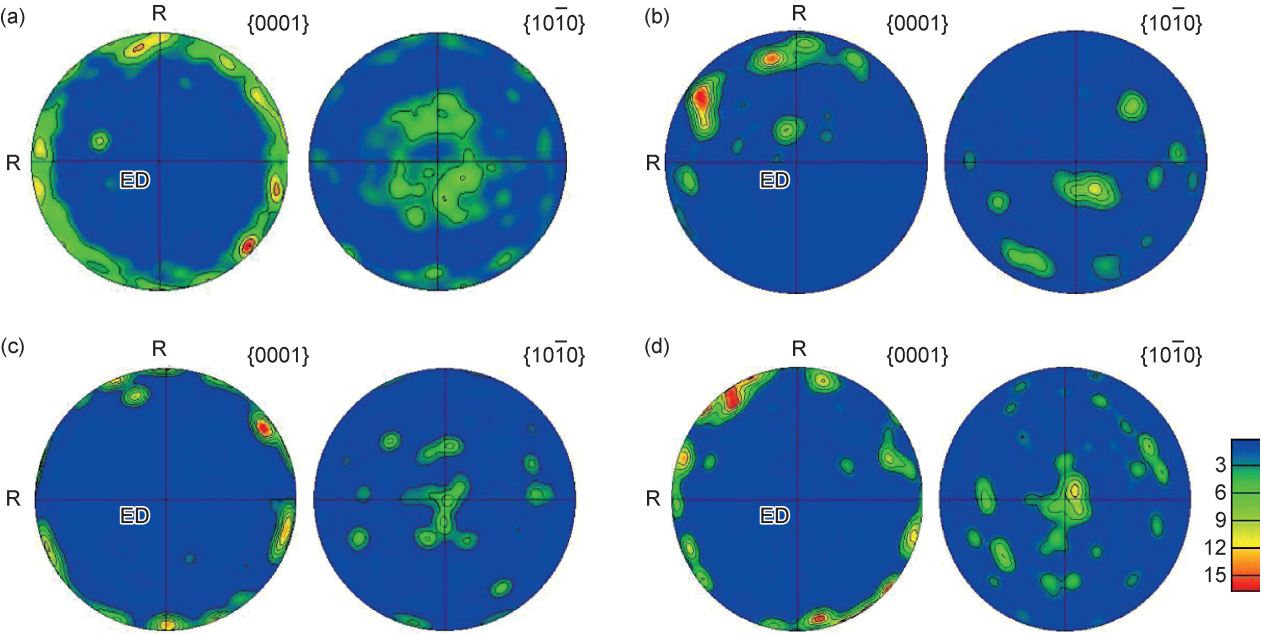 (a) R {0001} {101̅0}
R
ED
(b) R {0001} {101̅0}
R
ED
(c) R {0001} {101̅0}
R
ED
(d) R {0001} {101̅0}
R
ED
3
6
9
12
15